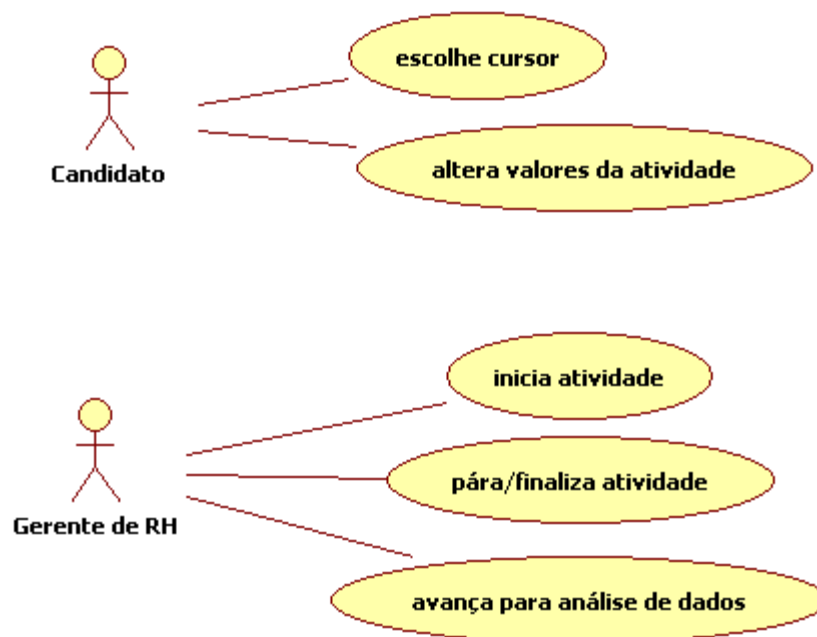 escolhe cursor
Candidato
altera valores da atividade
inicia atividade
pára/finaliza atividade
Gerente de RH
avança para análise de dados